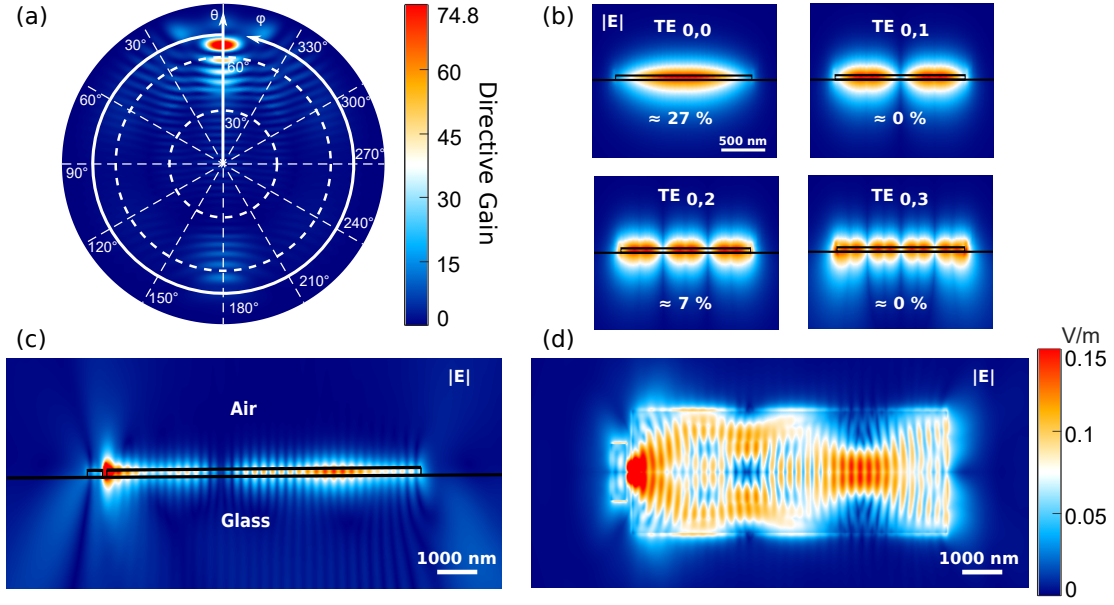 (a)
θ
φ
30°
330°
60°
300°
60°
30°
90°
270°
120°
240°
150°
210°
180°
74.8
60
45
30
15
0
Directive Gain
(b)
|E|
TE 0,0
≈ 27 %
500 nm
TE 0,1
≈ 0 %
TE 0,2
≈ 7 %
TE 0,3
≈ 0 %
(c)
|E|
Air
Glass
1000 nm
(d)
|E|
1000 nm
V/m
0.15
0.1
0.05
0